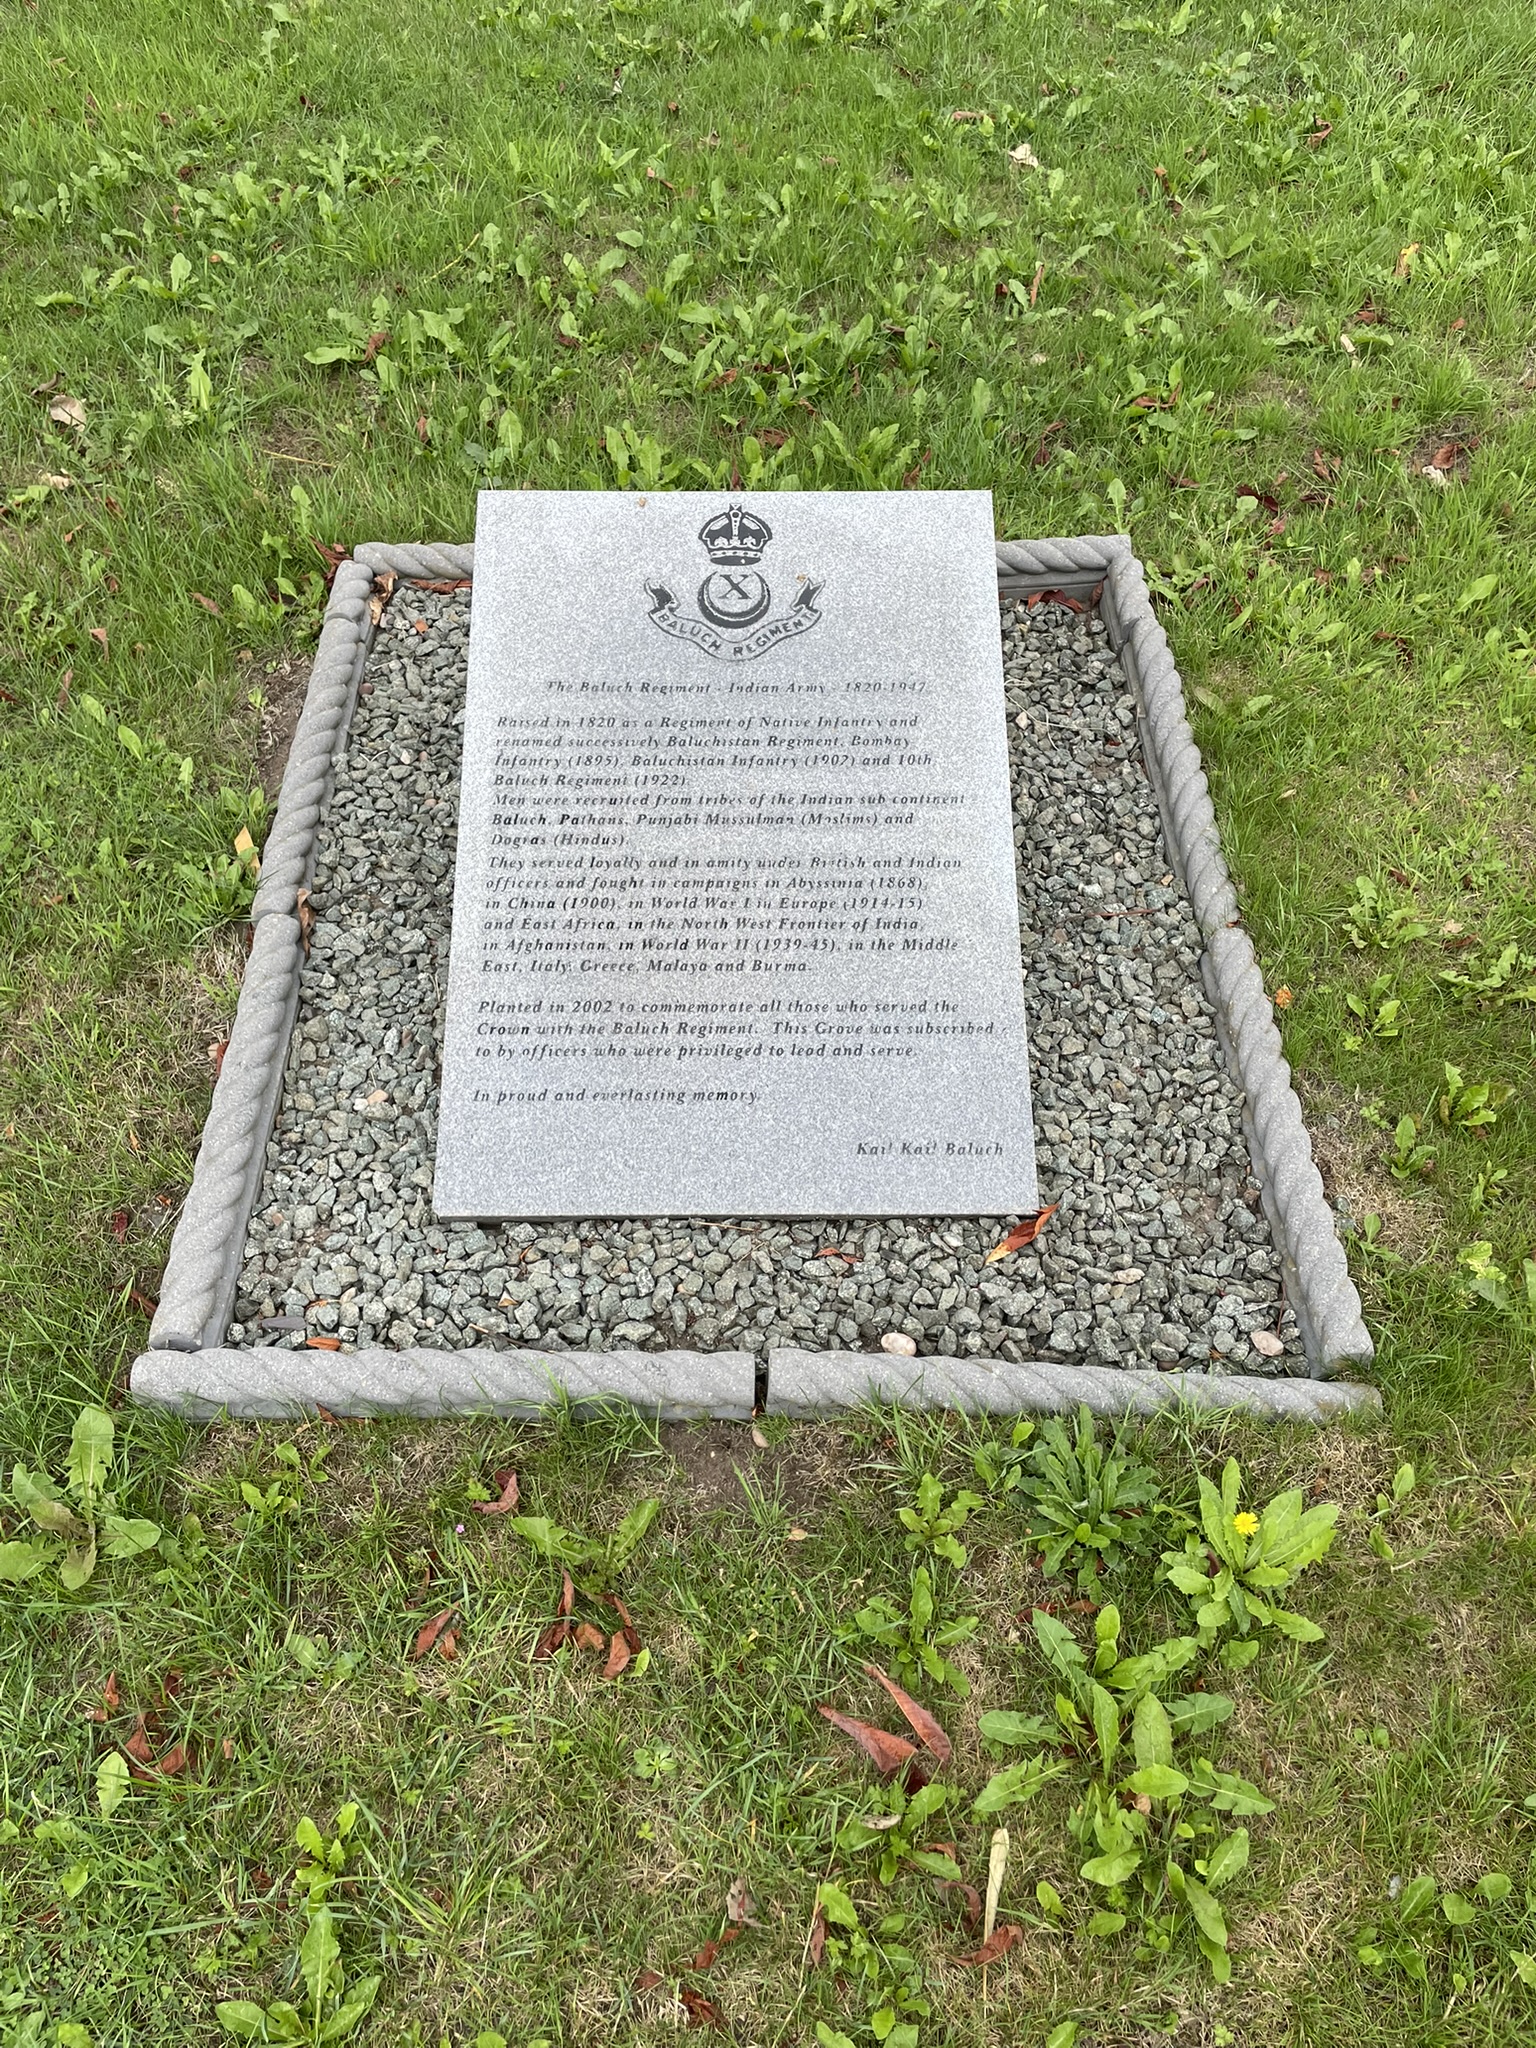 X
BALUCH REGIMENT
The Baluch Regiment - Indian Army - 1820-1947
Raised in 1820 as a Regiment of Native Infantry and
renamed successively Baluchistan Regiment, Bombay
Infantry (1895), Baluchistan Infantry (1907) and 10th
Baluch Regiment (1922).
Men were recruited from tribes of the Indian sub continent
Baluch, Pathans, Punjabi Mussulman (Moslims) and
Dogras (Hindus).
They served loyally and in amity under British and Indian
officers and fought in campaigns in Abyssinia (1868),
in China (1900), in World War I in Europe (1914-15)
and East Africa, in the North West Frontier of India,
in Afghanistan, in World War II (1939-45), in the Middle
East, Italy, Greece, Malaya and Burma.
Planted in 2002 to commemorate all those who served the
Crown with the Baluch Regiment. This Grove was subscribed
to by officers who were privileged to lead and serve
In proud and everlasting memory.
Kai! Kai! Baluch